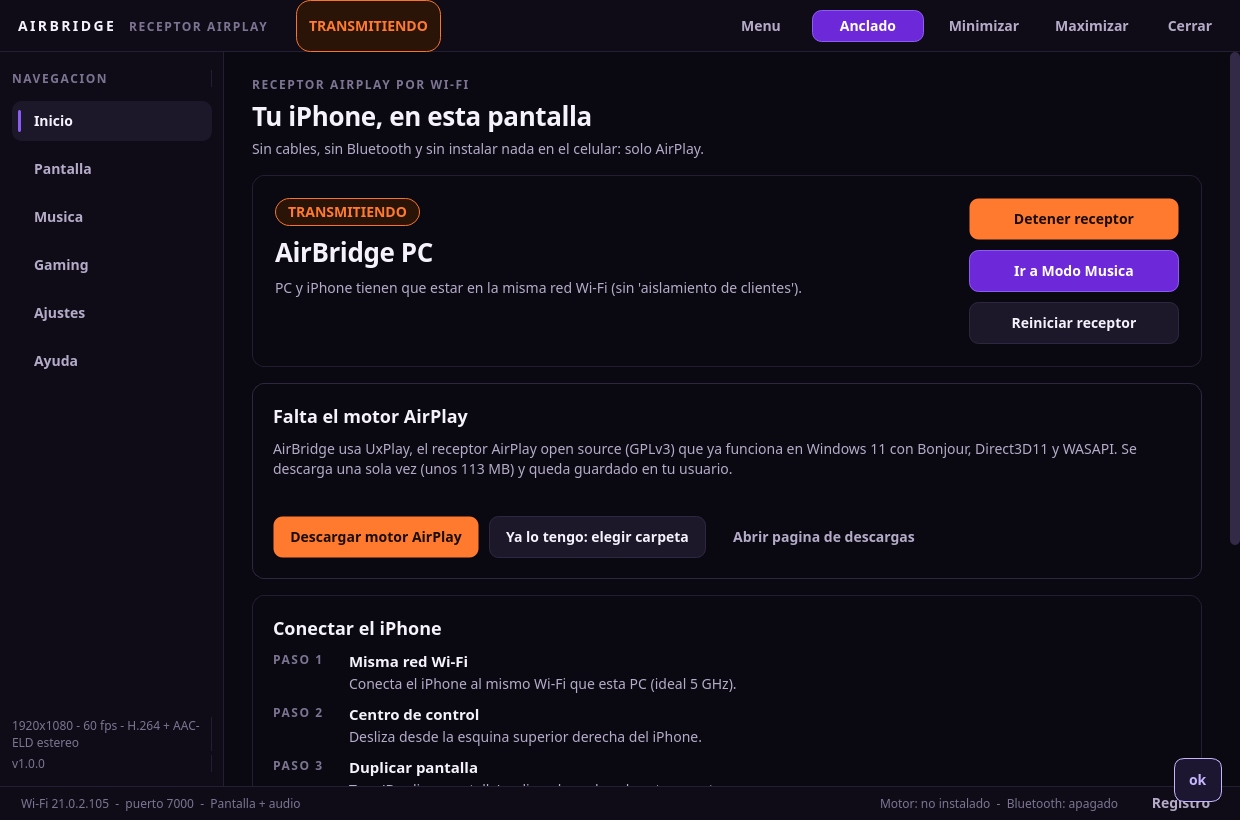 AIRBRIDGE RECEPTOR AIRPLAY TRANSMITIENDO Menu Anclado Minimizar Maximizar Cerrar
NAVEGACION
Inicio
Pantalla
Musica
Gaming
Ajustes
Ayuda
1920x1080 - 60 fps - H.264 + AAC-
ELD estereo
v1.0.0
RECEPTOR AIRPLAY POR WI-FI
Tu iPhone, en esta pantalla
Sin cables, sin Bluetooth y sin instalar nada en el celular: solo AirPlay.
TRANSMITIENDO
AirBridge PC
PC y iPhone tienen que estar en la misma red Wi-Fi (sin 'aislamiento de clientes').
Detener receptor
Ir a Modo Musica
Reiniciar receptor
Falta el motor AirPlay
AirBridge usa UxPlay, el receptor AirPlay open source (GPLv3) que ya funciona en Windows 11 con Bonjour, Direct3D11 y WASAPI. Se
descarga una sola vez (unos 113 MB) y queda guardado en tu usuario.
Descargar motor AirPlay Ya lo tengo: elegir carpeta Abrir pagina de descargas
Conectar el iPhone
PASO 1 Misma red Wi-Fi
Conecta el iPhone al mismo Wi-Fi que esta PC (ideal 5 GHz).
PASO 2 Centro de control
Desliza desde la esquina superior derecha del iPhone.
PASO 3 Duplicar pantalla
ok
Wi-Fi 21.0.2.105 - puerto 7000 - Pantalla + audio Motor: no instalado - Bluetooth: apagado Registro